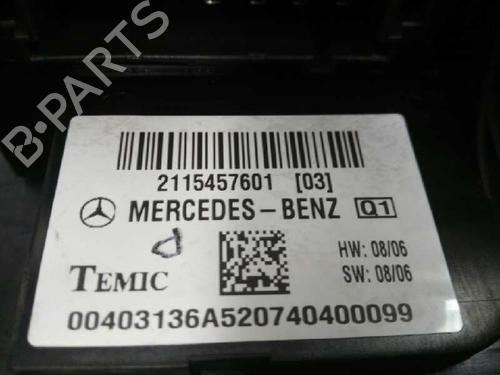 B-PARTS
2115457601 [03]
MERCEDES-BENZ Q1
D
HW: 08/06
TEMIC
SW: 08/06
00403136A520740400099